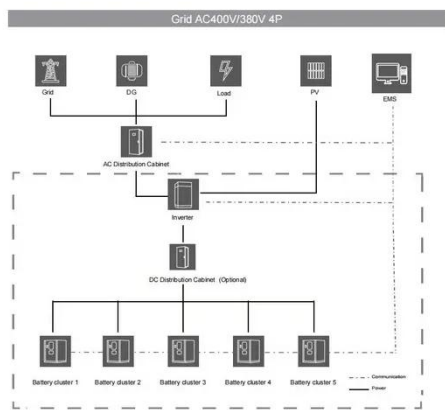 Grid AC400V/380V 4P
Grid
DG
Load
PV
EMS
AC Distribution Cabinet
Inverter
DC Distribution Cabinet (Optional)
Battery cluster 1
Battery cluster 2
Battery cluster 3
Battery cluster 4
Battery cluster 5
Communication
Power